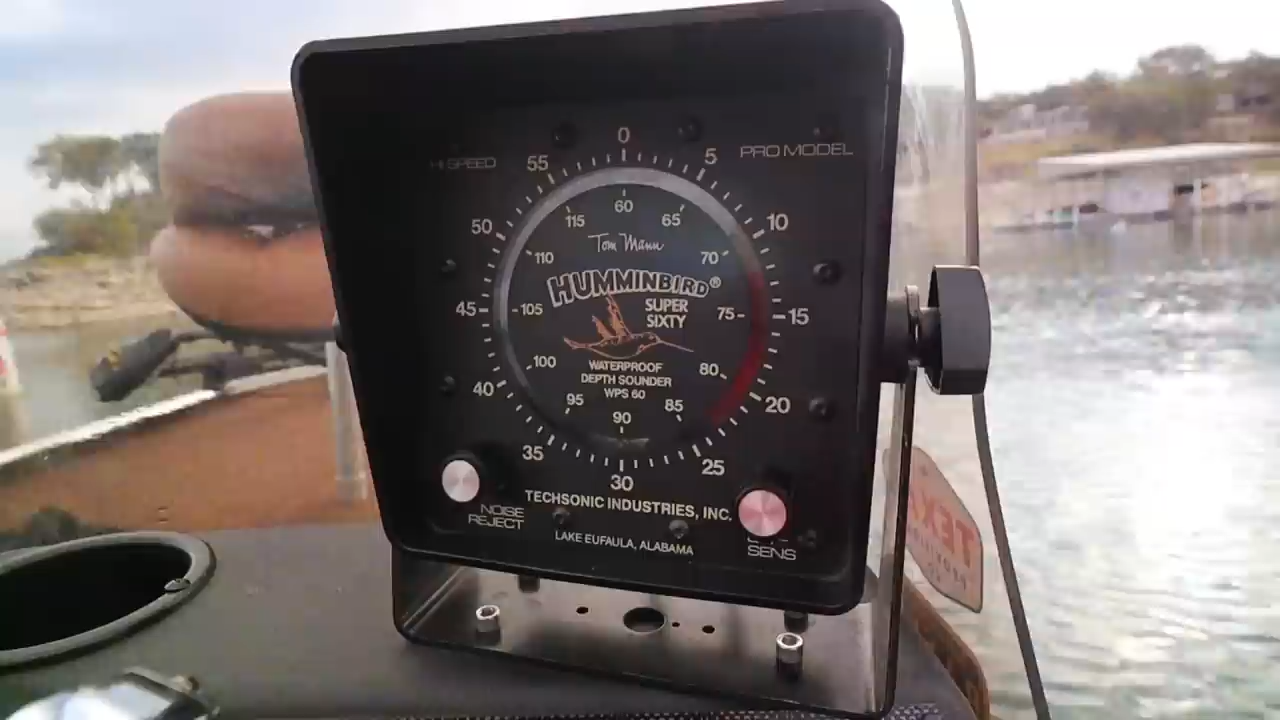 HI SPEED
PRO MODEL
0
5
10
15
20
25
30
35
40
45
50
55
60
65
70
75
80
85
90
95
100
105
110
115
Tom Mann
HUMMINBIRD®
SUPER
SIXTY
WATERPROOF
DEPTH SOUNDER
WPS 60
TECHSONIC INDUSTRIES, INC.
LAKE EUFAULA, ALABAMA
NOISE
REJECT
SENS